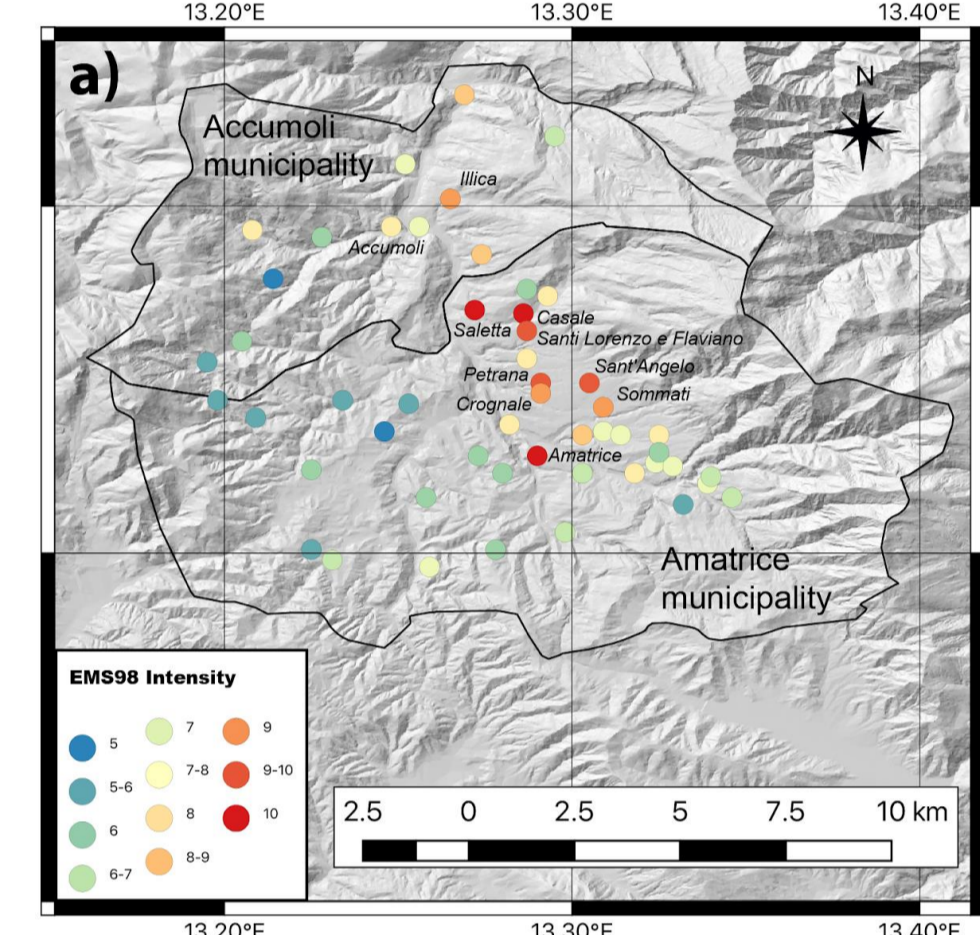 13.20°E 13.30°E 13.40°E
a)
N
Accumoli
municipality
Illica
Accumoli
Casale
Saletta
Santi Lorenzo e Flaviano
Sant'Angelo
Petrana
Sommati
Crognale
Amatrice
Amatrice
municipality
EMS98 Intensity
5
5-6
6
6-7
7
7-8
8
8-9
9
9-10
10
2.5 0 2.5 5 7.5 10 km
13.20°E 13.30°E 13.40°E